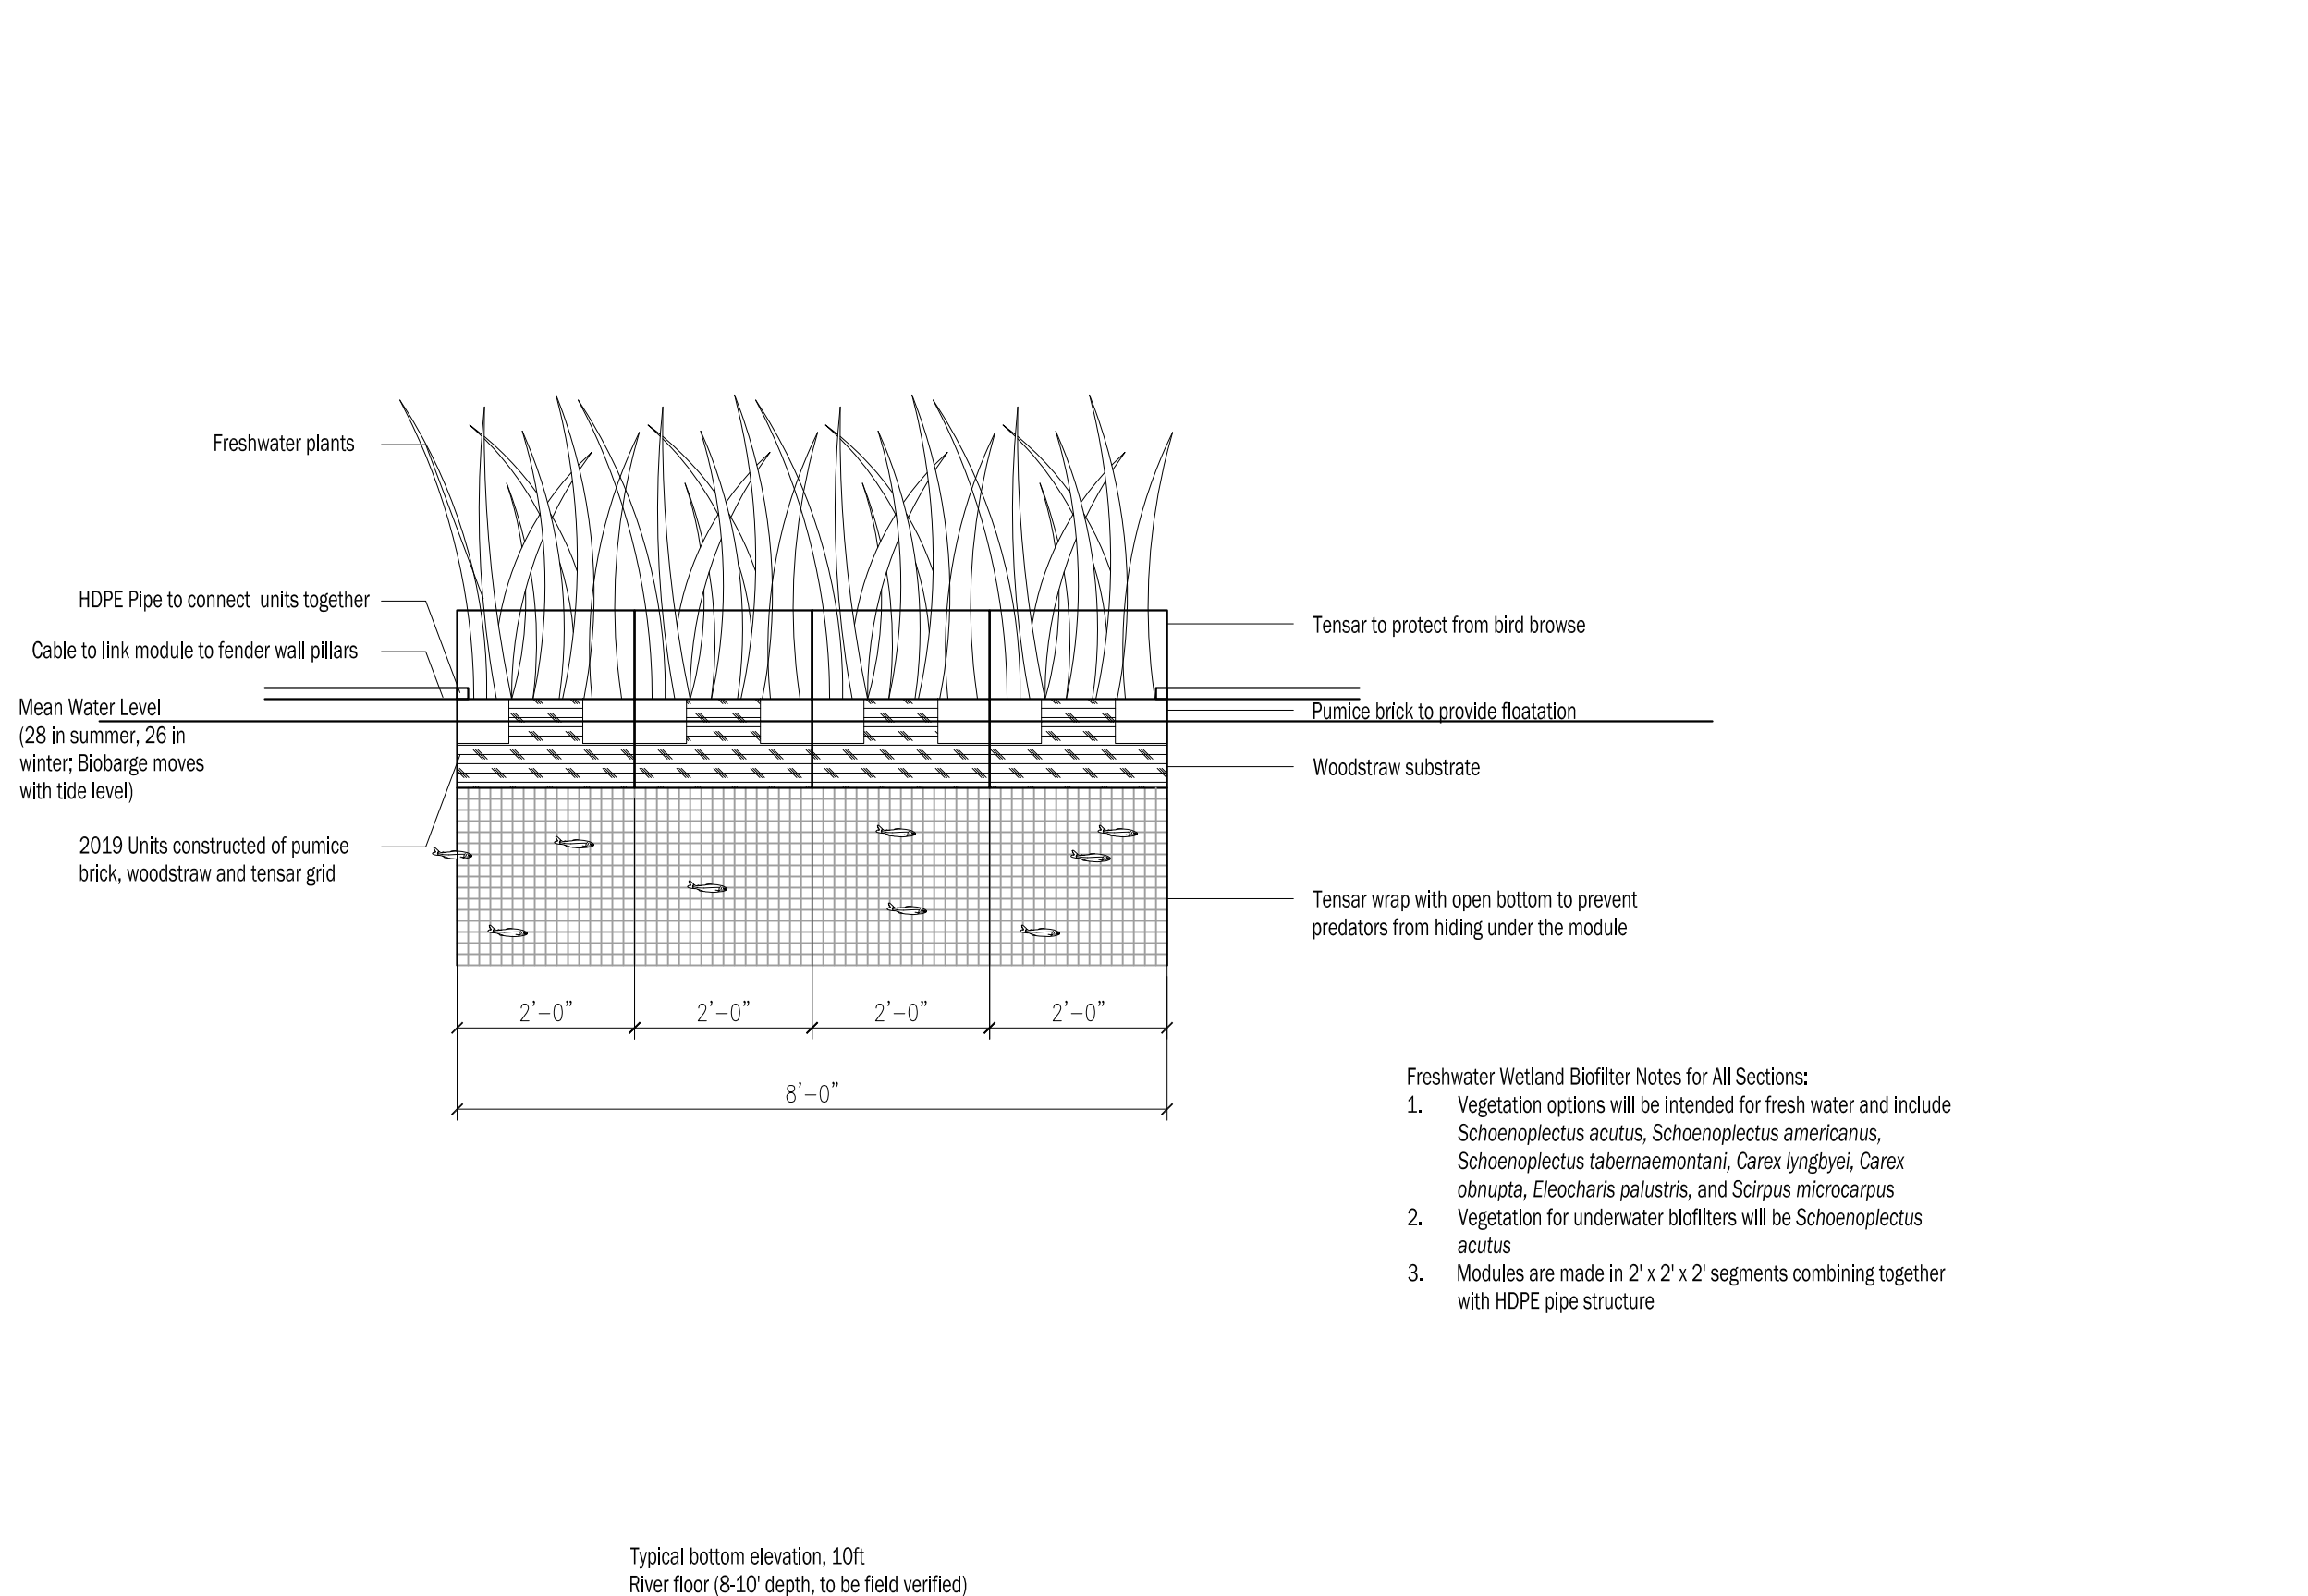 Freshwater plants
HDPE Pipe to connect units together
Cable to link module to fender wall pillars
Mean Water Level
(28 in summer, 26 in
winter; Biobarge moves
with tide level)
2019 Units constructed of pumice
brick, woodstraw and tensar grid
Tensar to protect from bird browse
Pumice brick to provide floatation
Woodstraw substrate
Tensar wrap with open bottom to prevent
predators from hiding under the module
2'–0" 2'–0" 2'–0" 2'–0"
8'–0"
Freshwater Wetland Biofilter Notes for All Sections:
1. Vegetation options will be intended for fresh water and include
Schoenoplectus acutus, Schoenoplectus americanus,
Schoenoplectus tabernaemontani, Carex lyngbyei, Carex
obnupta, Eleocharis palustris, and Scirpus microcarpus
2. Vegetation for underwater biofilters will be Schoenoplectus
acutus
3. Modules are made in 2' x 2' x 2' segments combining together
with HDPE pipe structure
Typical bottom elevation, 10ft
River floor (8-10' depth, to be field verified)